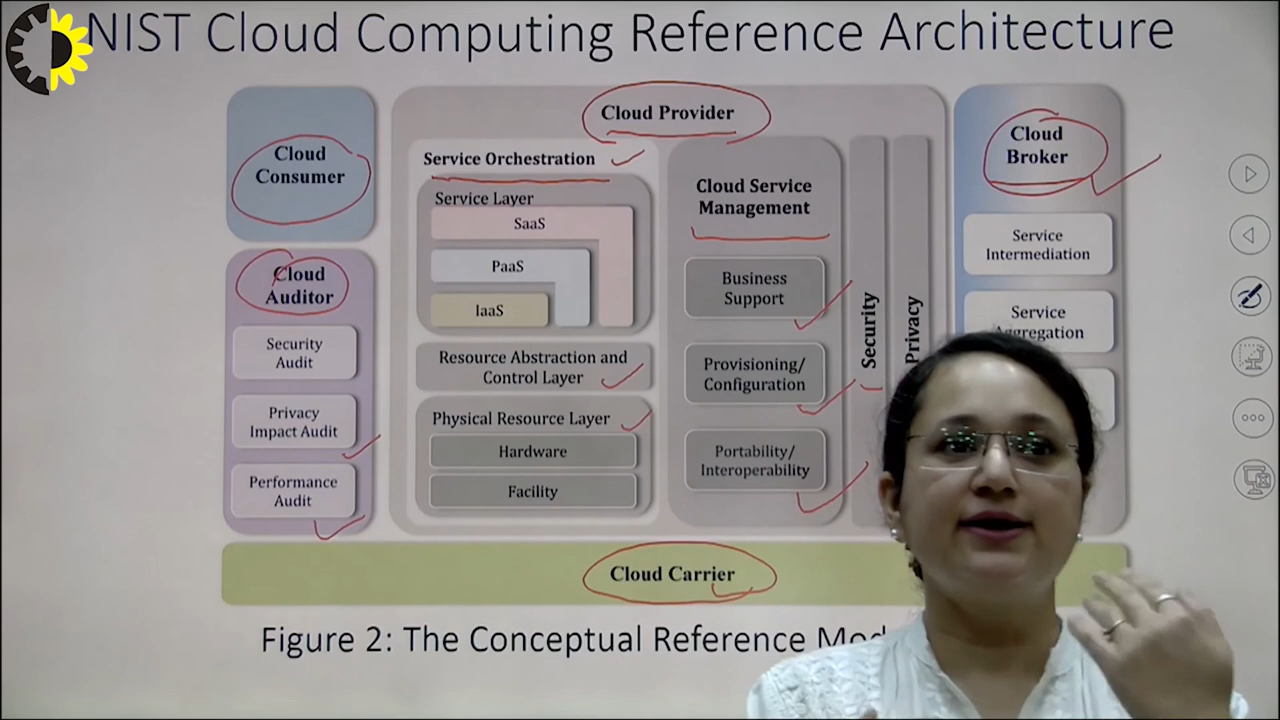 NIST Cloud Computing Reference Architecture
Cloud
Consumer
Cloud
Auditor
Security
Audit
Privacy
Impact Audit
Performance
Audit
Cloud Provider
Service Orchestration
Service Layer
SaaS
PaaS
IaaS
Resource Abstraction and
Control Layer
Physical Resource Layer
Hardware
Facility
Cloud Service
Management
Business
Support
Provisioning/
Configuration
Portability/
Interoperability
Security
Privacy
Cloud
Broker
Service
Intermediation
Service
Aggregation
Cloud Carrier
Figure 2: The Conceptual Reference